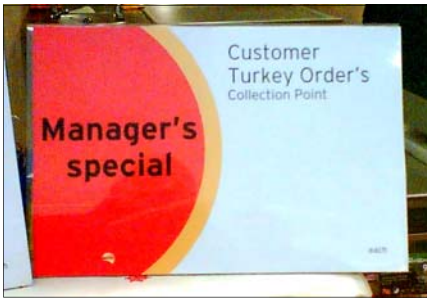 Manager's
special
Customer
Turkey Order's
Collection Point
each